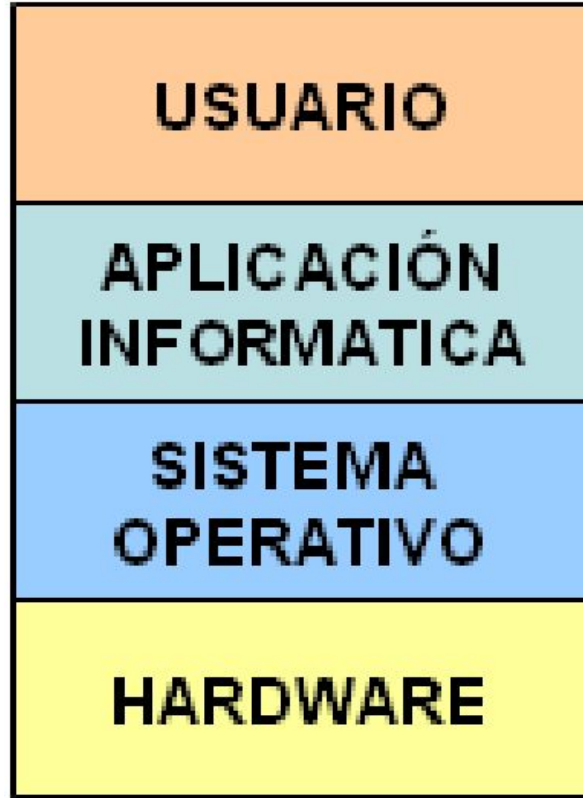 USUARIO
APLICACIÓN
INFORMATICA
SISTEMA
OPERATIVO
HARDWARE